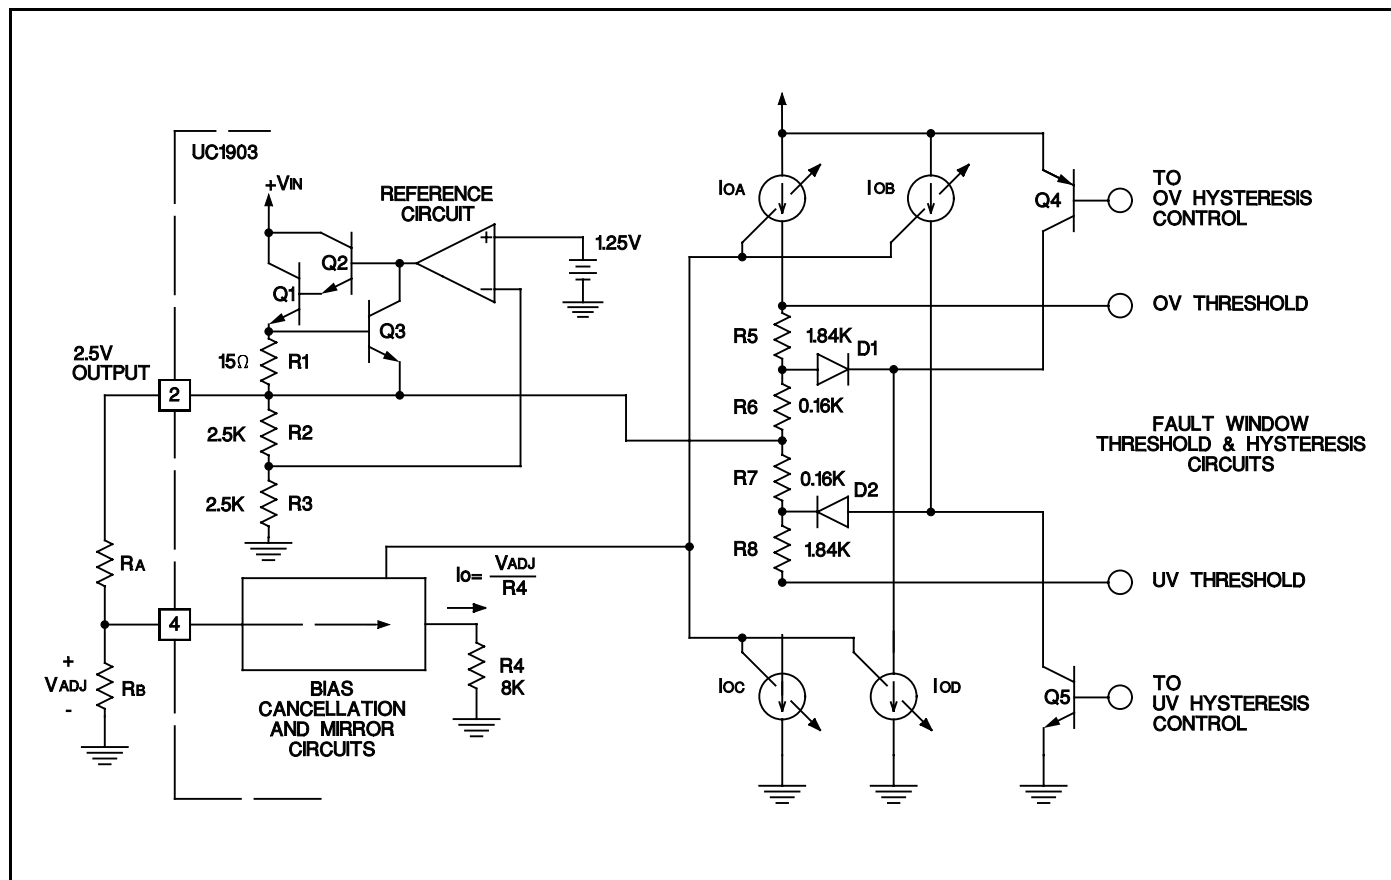 UC1903
+VIN
REFERENCE
CIRCUIT
1.25V
+
−
Q2
Q1
Q3
2.5V
OUTPUT
15Ω
R1
2
2.5K
R2
2.5K
R3
RA
4
+
VADJ
-
RB
IO= VADJ
R4
R4
8K
BIAS
CANCELLATION
AND MIRROR
CIRCUITS
IOA
IOB
Q4
TO
OV HYSTERESIS
CONTROL
OV THRESHOLD
R5
1.84K
D1
R6
0.16K
FAULT WINDOW
THRESHOLD & HYSTERESIS
CIRCUITS
R7
0.16K
D2
R8
1.84K
UV THRESHOLD
IOC
IOD
Q5
TO
UV HYSTERESIS
CONTROL